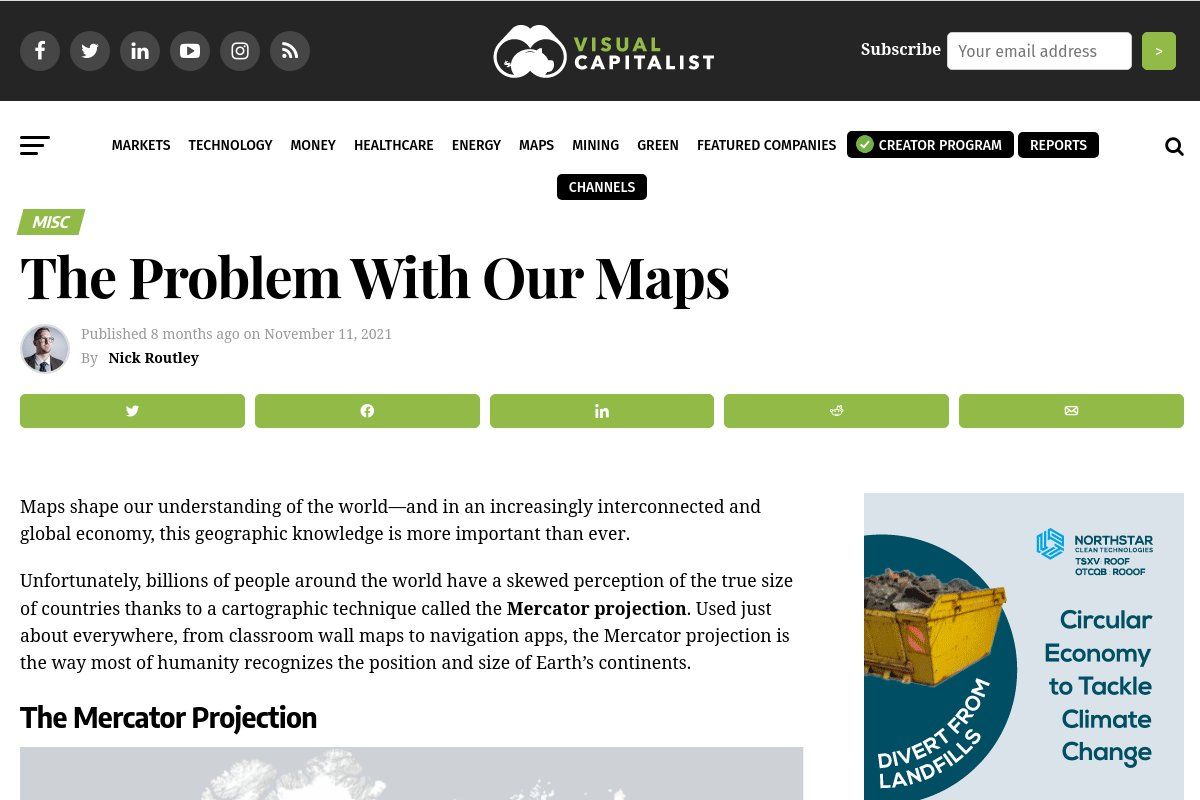 VISUAL
CAPITALIST
Subscribe
Your email address
>
MARKETS TECHNOLOGY MONEY HEALTHCARE ENERGY MAPS MINING GREEN FEATURED COMPANIES CREATOR PROGRAM REPORTS
CHANNELS
MISC
The Problem With Our Maps
Published 8 months ago on November 11, 2021
By Nick Routley
Maps shape our understanding of the world—and in an increasingly interconnected and
global economy, this geographic knowledge is more important than ever.
Unfortunately, billions of people around the world have a skewed perception of the true size
of countries thanks to a cartographic technique called the Mercator projection. Used just
about everywhere, from classroom wall maps to navigation apps, the Mercator projection is
the way most of humanity recognizes the position and size of Earth's continents.
The Mercator Projection
NORTHSTAR
CLEAN TECHNOLOGIES
TSXV: ROOF
OTCQB: ROOOF
Circular
Economy
to Tackle
Climate
Change
DIVERT FROM
LANDFILLS